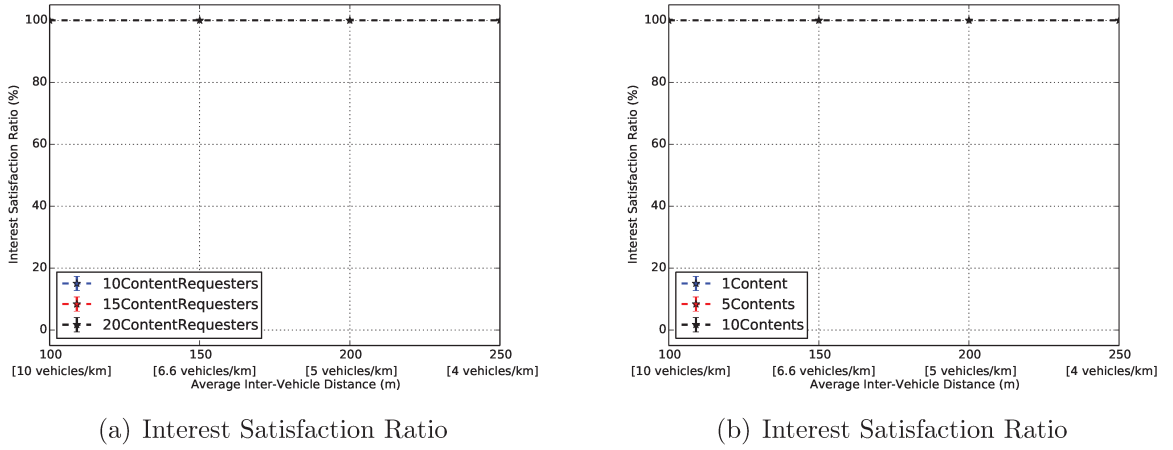 100
80
60
40
20
0
Interest Satisfaction Ratio (%)
10ContentRequesters
15ContentRequesters
20ContentRequesters
100 150 200 250
[10 vehicles/km] [6.6 vehicles/km] [5 vehicles/km] [4 vehicles/km]
Average Inter-Vehicle Distance (m)
(a) Interest Satisfaction Ratio
100
80
60
40
20
0
Interest Satisfaction Ratio (%)
1Content
5Contents
10Contents
100 150 200 250
[10 vehicles/km] [6.6 vehicles/km] [5 vehicles/km] [4 vehicles/km]
Average Inter-Vehicle Distance (m)
(b) Interest Satisfaction Ratio